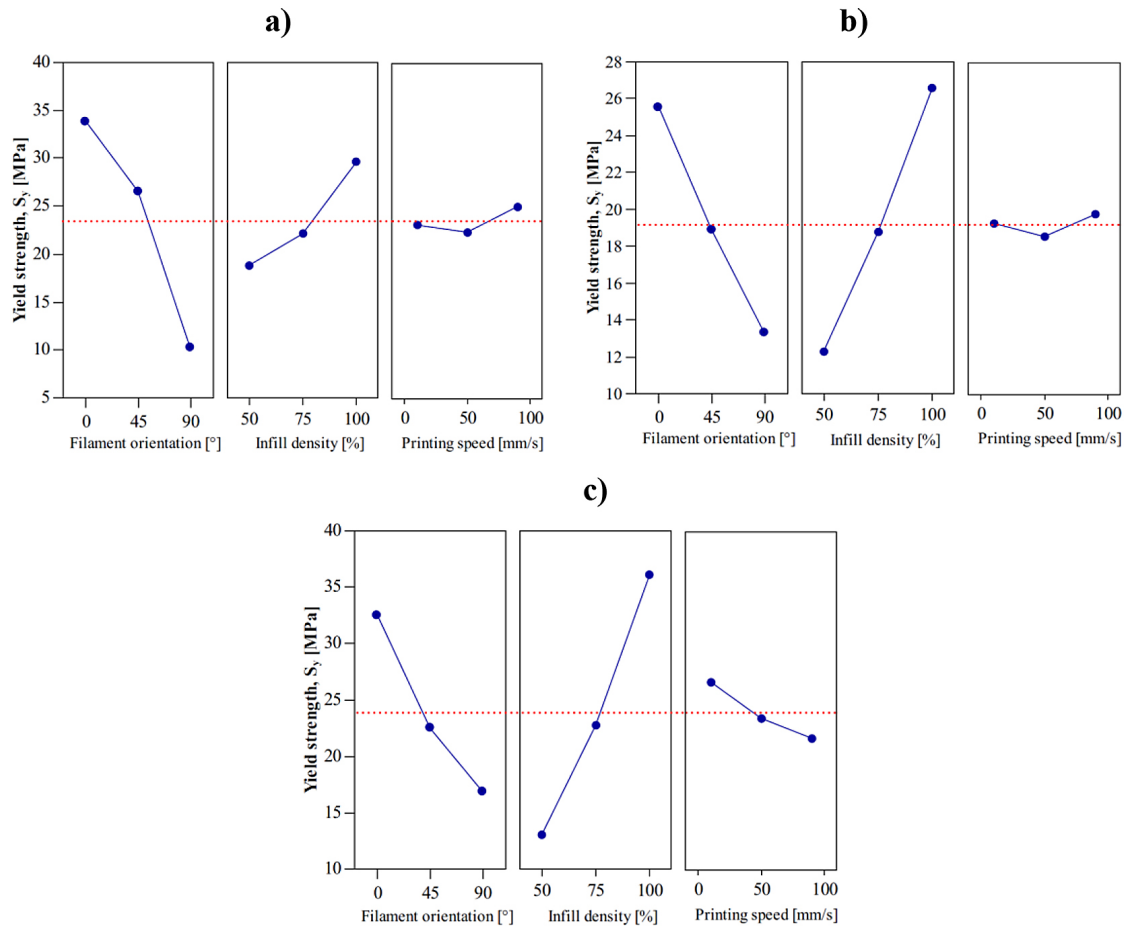 a)
Yield strength, Sy [MPa]
40
35
30
25
20
15
10
5
0 45 90
Filament orientation [°]
50 75 100
Infill density [%]
0 50 100
Printing speed [mm/s]
b)
Yield strength, Sy [MPa]
28
26
24
22
20
18
16
14
12
10
0 45 90
Filament orientation [°]
50 75 100
Infill density [%]
0 50 100
Printing speed [mm/s]
c)
Yield strength, Sy [MPa]
40
35
30
25
20
15
10
0 45 90
Filament orientation [°]
50 75 100
Infill density [%]
0 50 100
Printing speed [mm/s]